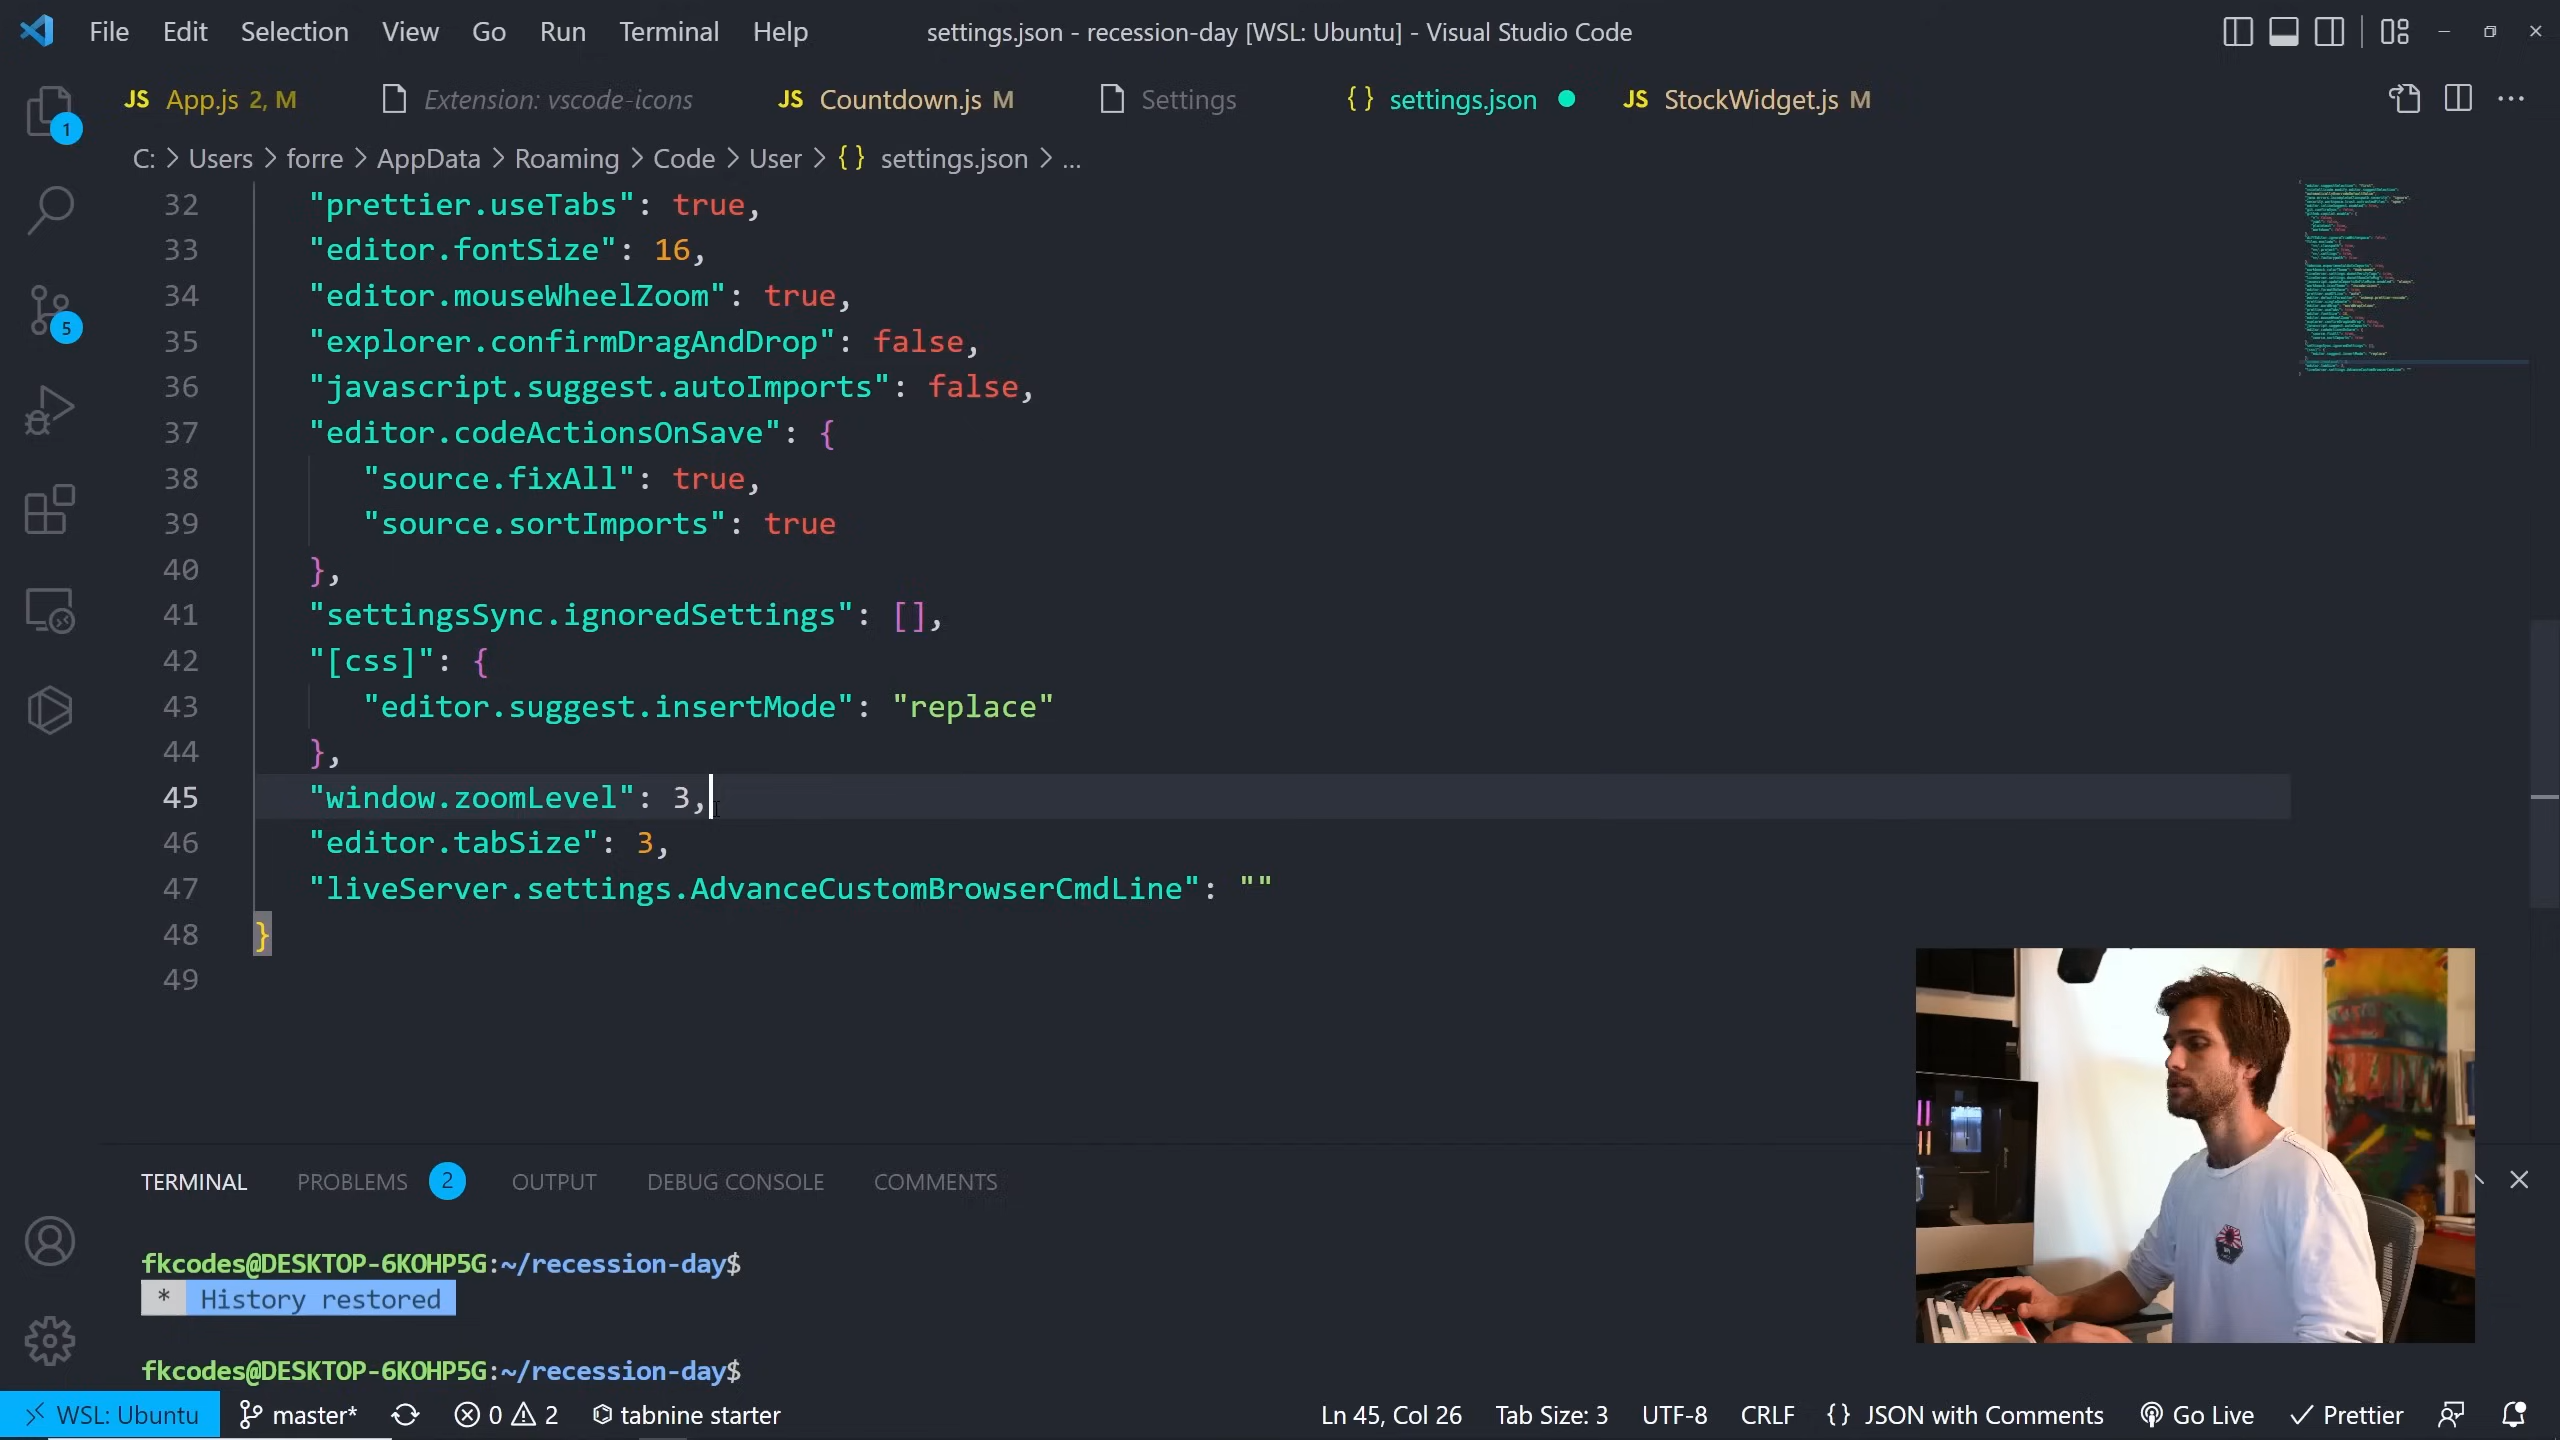 File Edit Selection View Go Run Terminal Help settings.json - recession-day [WSL: Ubuntu] - Visual Studio Code
JS App.js 2, M Extension: vscode-icons JS Countdown.js M Settings {} settings.json JS StockWidget.js M
C: > Users > forre > AppData > Roaming > Code > User > {} settings.json > ...
1
5
32 "prettier.useTabs": true,
33 "editor.fontSize": 16,
34 "editor.mouseWheelZoom": true,
35 "explorer.confirmDragAndDrop": false,
36 "javascript.suggest.autoImports": false,
37 "editor.codeActionsOnSave": {
38 "source.fixAll": true,
39 "source.sortImports": true
40 },
41 "settingsSync.ignoredSettings": [],
42 "[css]": {
43 "editor.suggest.insertMode": "replace"
44 },
45 "window.zoomLevel": 3,
46 "editor.tabSize": 3,
47 "liveServer.settings.AdvanceCustomBrowserCmdLine": ""
48 }
49
TERMINAL PROBLEMS 2 OUTPUT DEBUG CONSOLE COMMENTS
fkcodes@DESKTOP-6KOHP5G:~/recession-day$
* History restored
fkcodes@DESKTOP-6KOHP5G:~/recession-day$
WSL: Ubuntu master* 0 2 tabnine starter Ln 45, Col 26 Tab Size: 3 UTF-8 CRLF {} JSON with Comments Go Live Prettier